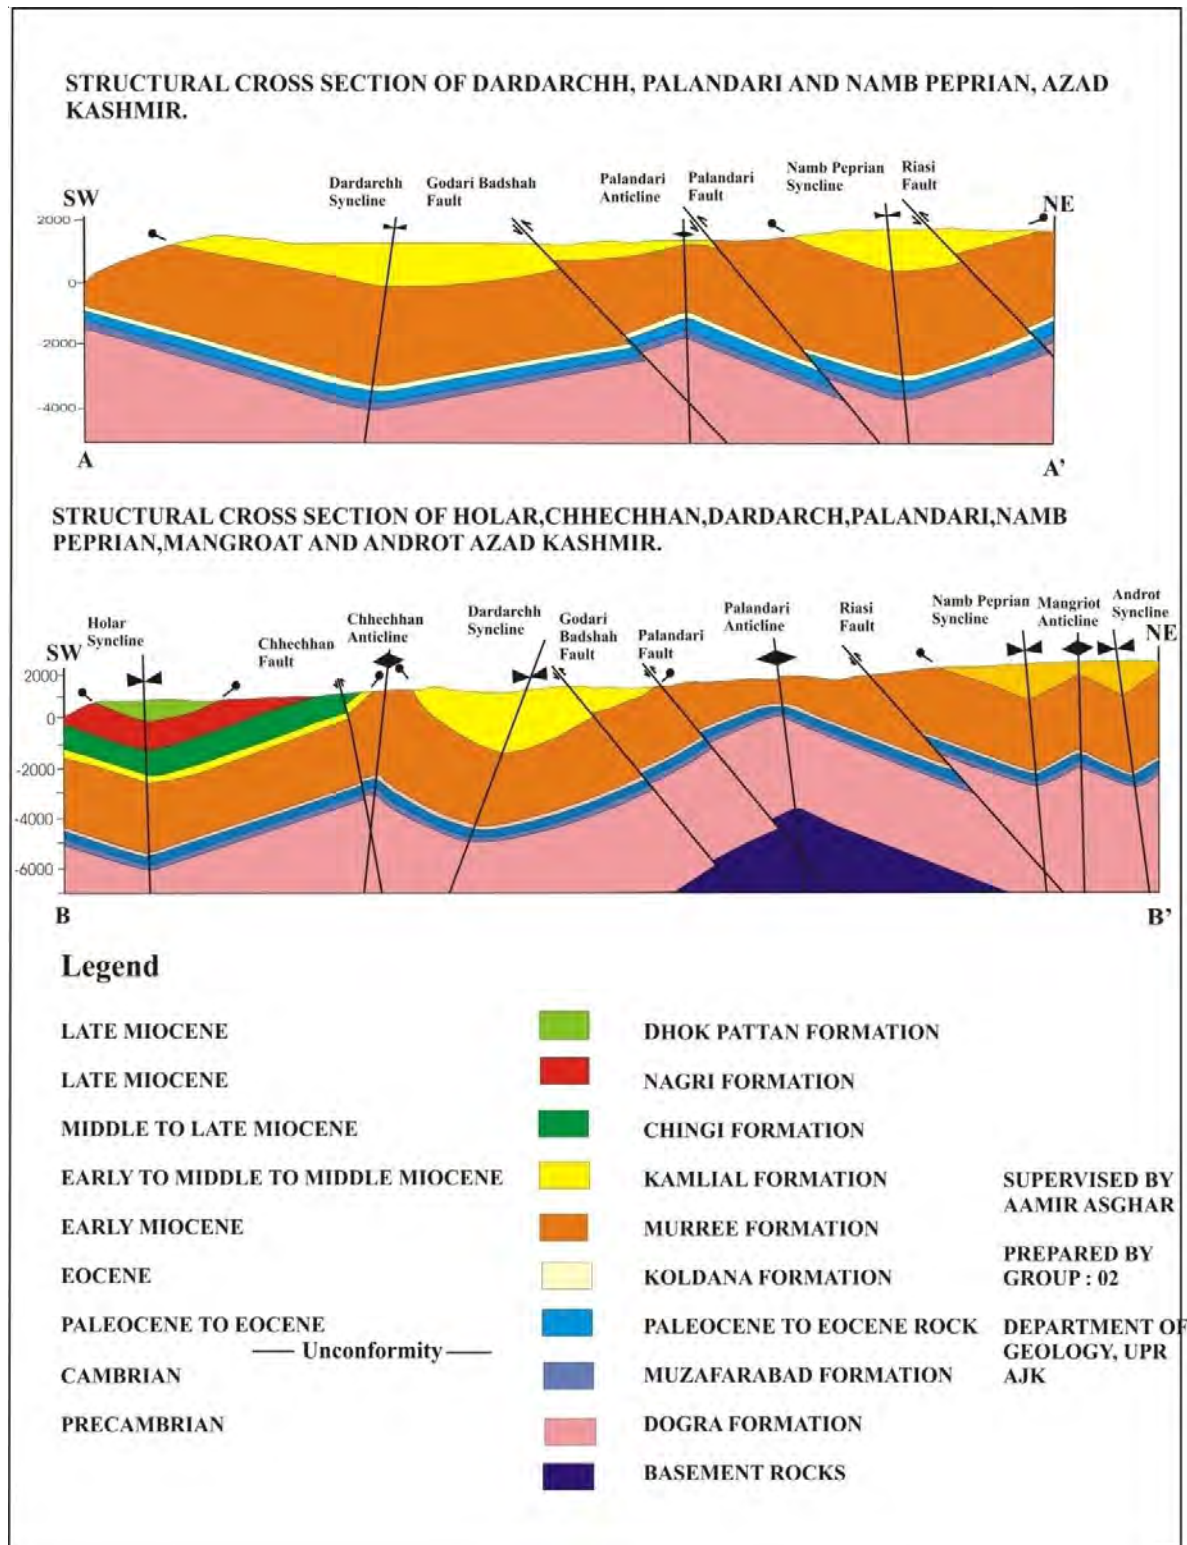 STRUCTURAL CROSS SECTION OF DARDARCHH, PALANDARI AND NAMB PEPRIAN, AZAD
KASHMIR.
SW
Dardarchh
Syncline
Godari Badshah
Fault
Palandari
Anticline
Palandari
Fault
Namb Peprian
Syncline
Riasi
Fault
NE
2000
0
-2000
-4000
A
A'
STRUCTURAL CROSS SECTION OF HOLAR,CHHECHHAN,DARDARCH,PALANDARI,NAMB
PEPRIAN,MANGROAT AND ANDROT AZAD KASHMIR.
SW
Holar
Syncline
Chhechhan
Fault
Chhechhan
Anticline
Dardarchh
Syncline
Godari
Badshah
Fault
Palandari
Fault
Palandari
Anticline
Riasi
Fault
Namb Peprian
Syncline
Mangriot
Anticline
Androt
Syncline
NE
2000
0
-2000
-4000
-6000
B
B'
Legend
LATE MIOCENE DHOK PATTAN FORMATION
LATE MIOCENE NAGRI FORMATION
MIDDLE TO LATE MIOCENE CHINGI FORMATION
EARLY TO MIDDLE TO MIDDLE MIOCENE KAMLIAL FORMATION
EARLY MIOCENE MURREE FORMATION
EOCENE KOLDANA FORMATION
PALEOCENE TO EOCENE PALEOCENE TO EOCENE ROCK
Unconformity
CAMBRIAN MUZAFARABAD FORMATION
PRECAMBRIAN DOGRA FORMATION
BASEMENT ROCKS
SUPERVISED BY
AAMIR ASGHAR
PREPARED BY
GROUP : 02
DEPARTMENT OF
GEOLOGY, UPR
AJK